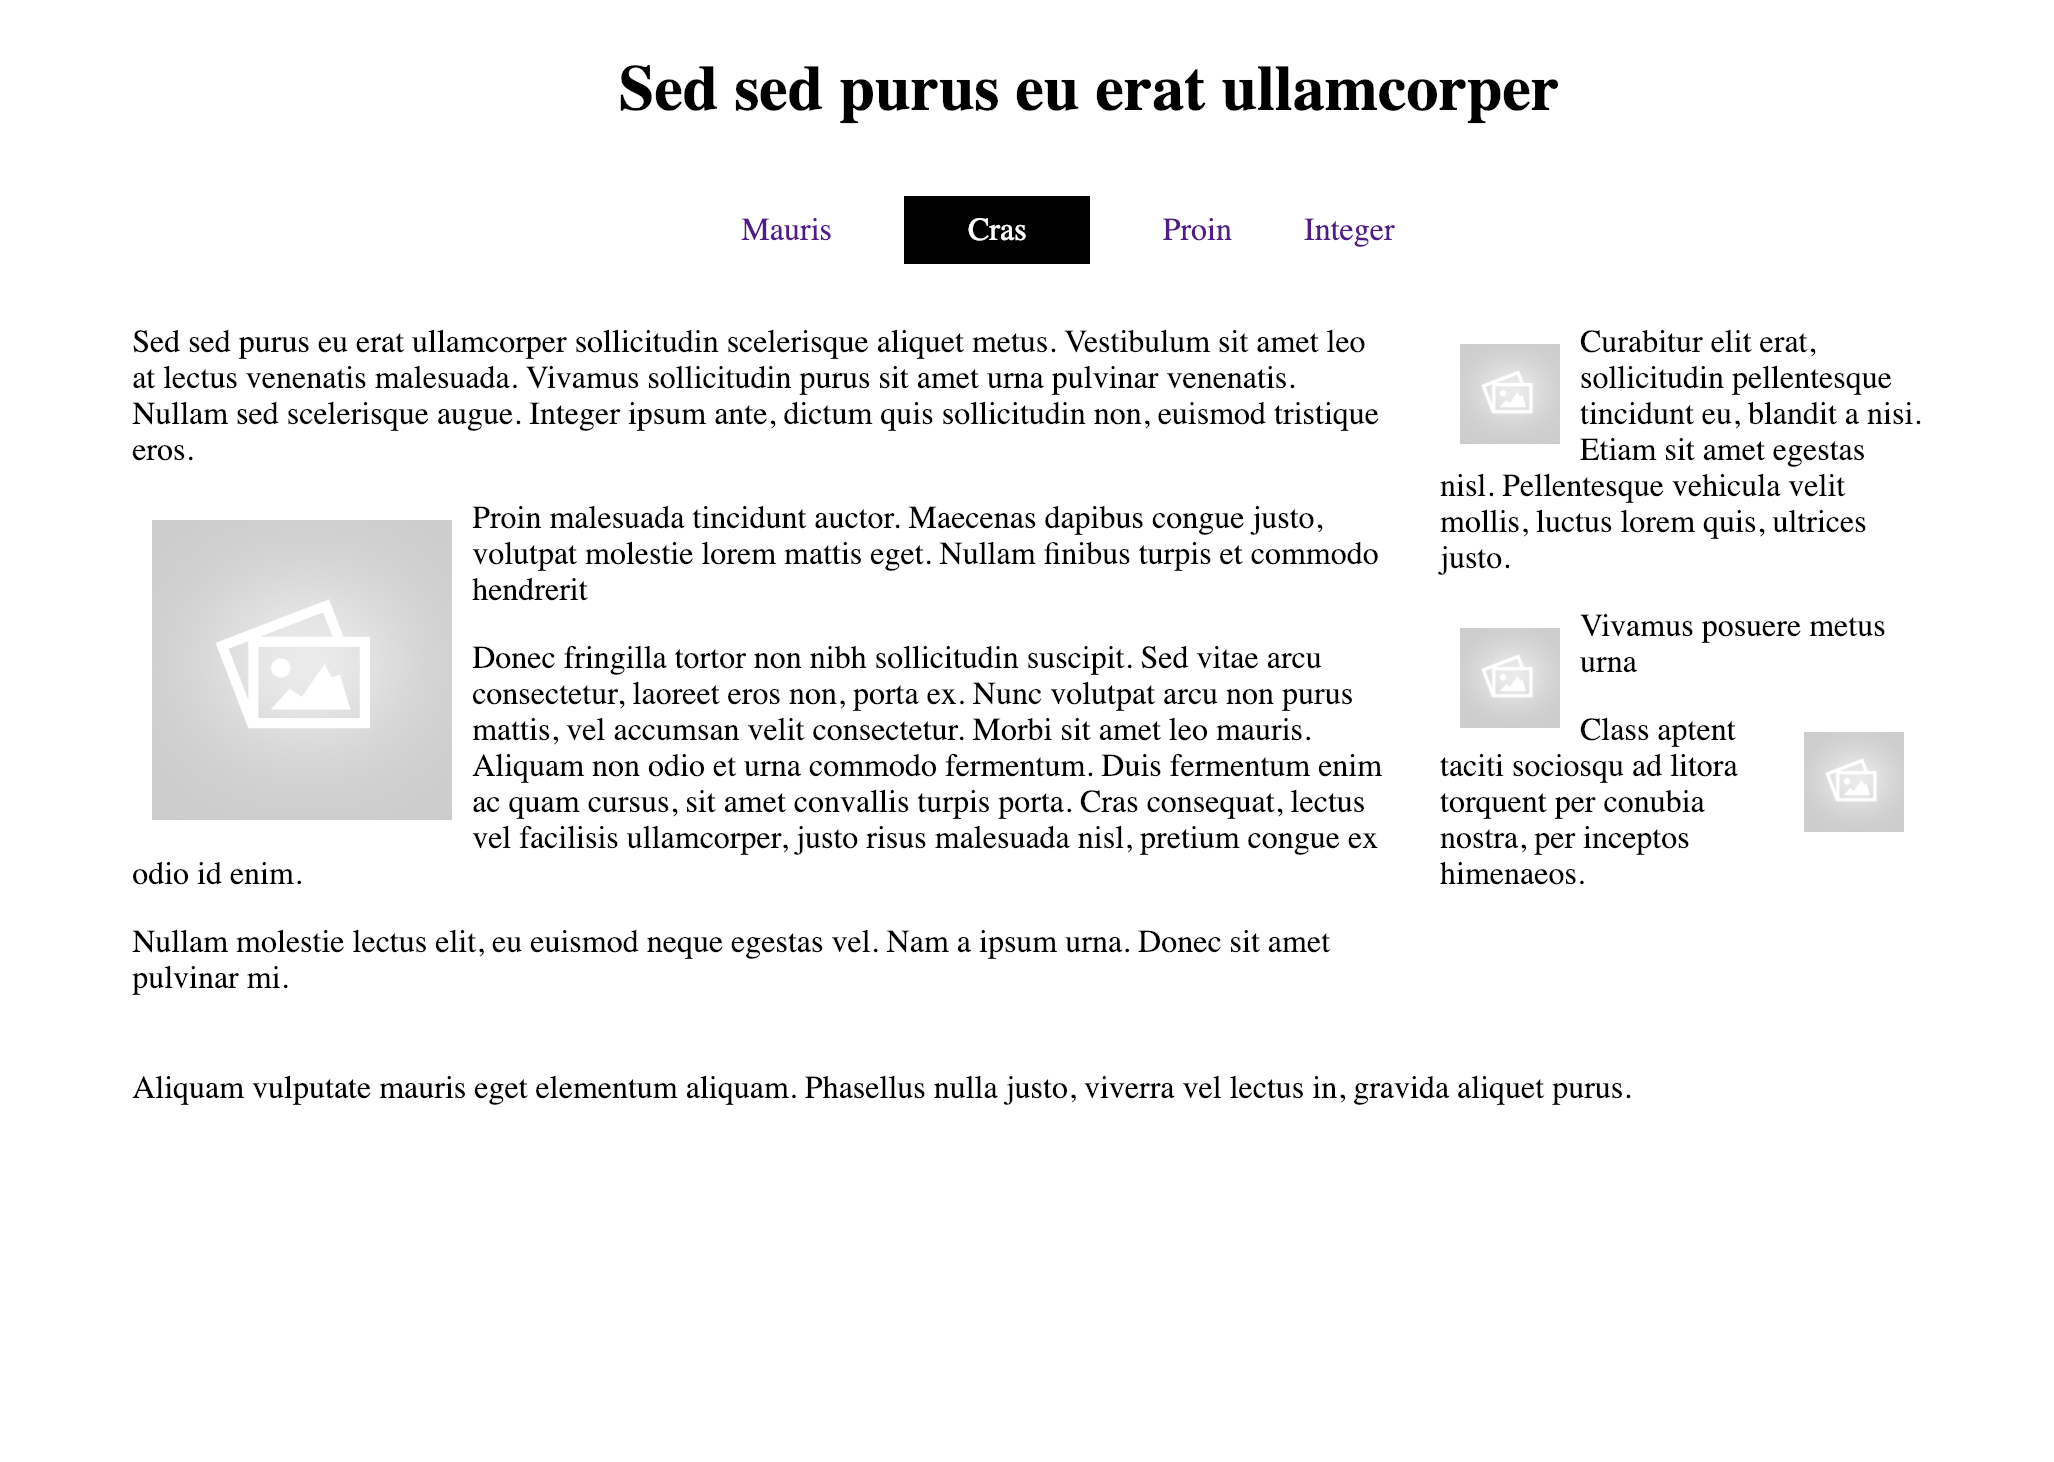 Sed sed purus eu erat ullamcorper
Mauris
Cras
Proin
Integer
Sed sed purus eu erat ullamcorper sollicitudin scelerisque aliquet metus. Vestibulum sit amet leo
at lectus venenatis malesuada. Vivamus sollicitudin purus sit amet urna pulvinar venenatis.
Nullam sed scelerisque augue. Integer ipsum ante, dictum quis sollicitudin non, euismod tristique
eros.
Proin malesuada tincidunt auctor. Maecenas dapibus congue justo,
volutpat molestie lorem mattis eget. Nullam finibus turpis et commodo
hendrerit
Donec fringilla tortor non nibh sollicitudin suscipit. Sed vitae arcu
consectetur, laoreet eros non, porta ex. Nunc volutpat arcu non purus
mattis, vel accumsan velit consectetur. Morbi sit amet leo mauris.
Aliquam non odio et urna commodo fermentum. Duis fermentum enim
ac quam cursus, sit amet convallis turpis porta. Cras consequat, lectus
vel facilisis ullamcorper, justo risus malesuada nisl, pretium congue ex
odio id enim.
Nullam molestie lectus elit, eu euismod neque egestas vel. Nam a ipsum urna. Donec sit amet
pulvinar mi.
Curabitur elit erat,
sollicitudin pellentesque
tincidunt eu, blandit a nisi.
Etiam sit amet egestas
nisl. Pellentesque vehicula velit
mollis, luctus lorem quis, ultrices
justo.
Vivamus posuere metus
urna
Class aptent
taciti sociosqu ad litora
torquent per conubia
nostra, per inceptos
himenaeos.
Aliquam vulputate mauris eget elementum aliquam. Phasellus nulla justo, viverra vel lectus in, gravida aliquet purus.